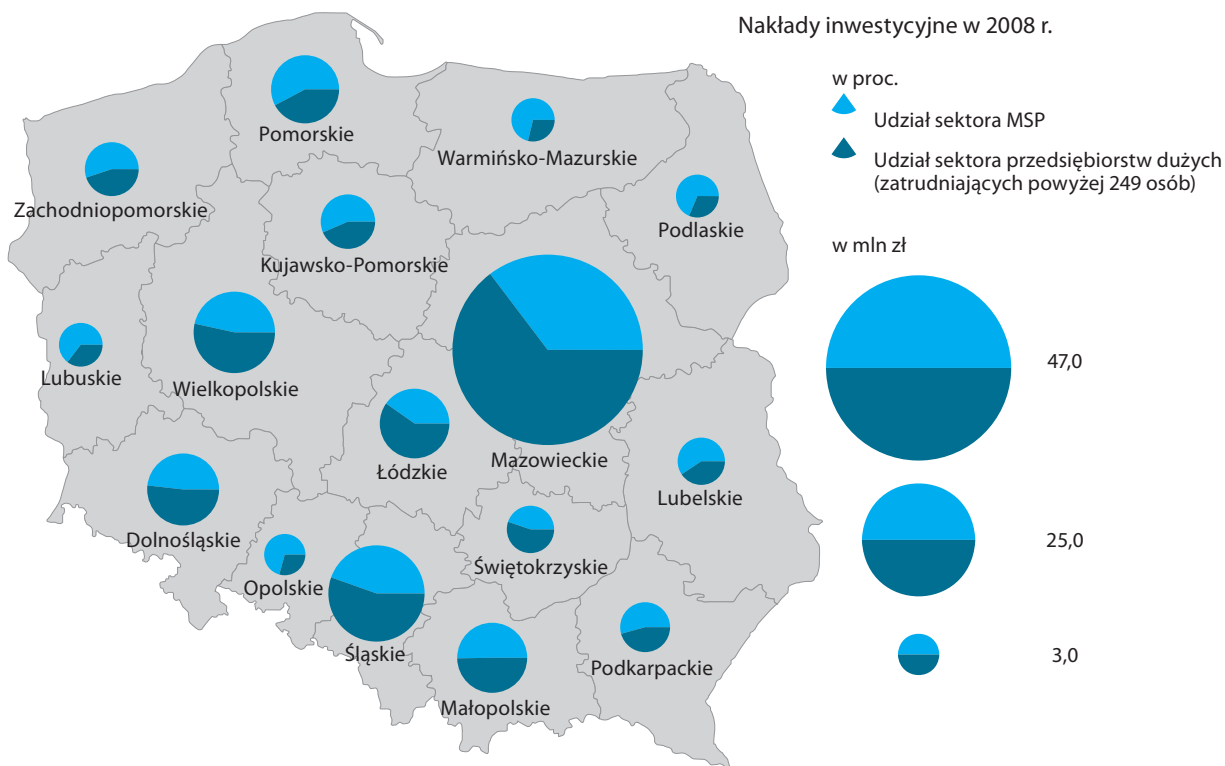 Nakłady inwestycyjne w 2008 r.
w proc.
Udział sektora MSP
Udział sektora przedsiębiorstw dużych
(zatrudniających powyżej 249 osób)
w mln zł
47,0
25,0
3,0
Pomorskie
Warmińsko-Mazurskie
Zachodniopomorskie
Podlaskie
Kujawsko-Pomorskie
Lubuskie
Wielkopolskie
Łódzkie
Mazowieckie
Lubelskie
Dolnośląskie
Opolskie
Świętokrzyskie
Śląskie
Podkarpackie
Małopolskie